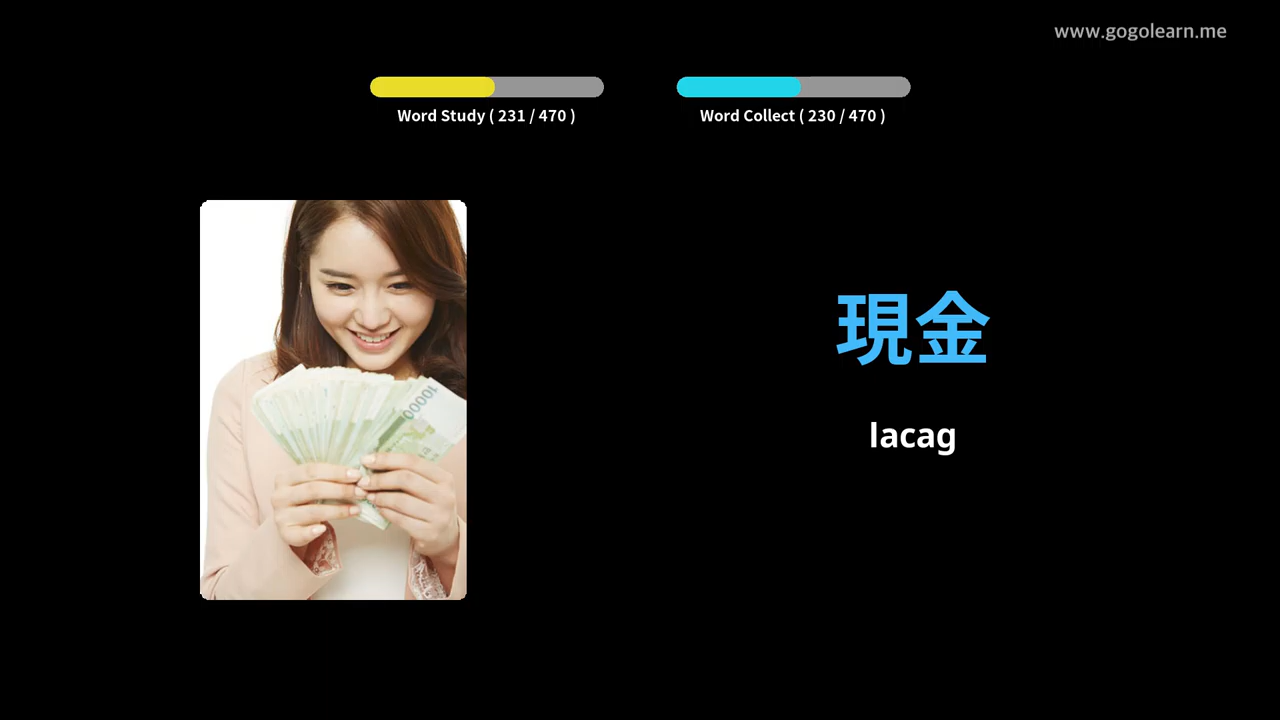 www.gogolearn.me
Word Study ( 231 / 470 )
Word Collect ( 230 / 470 )
現金
lacag
10000